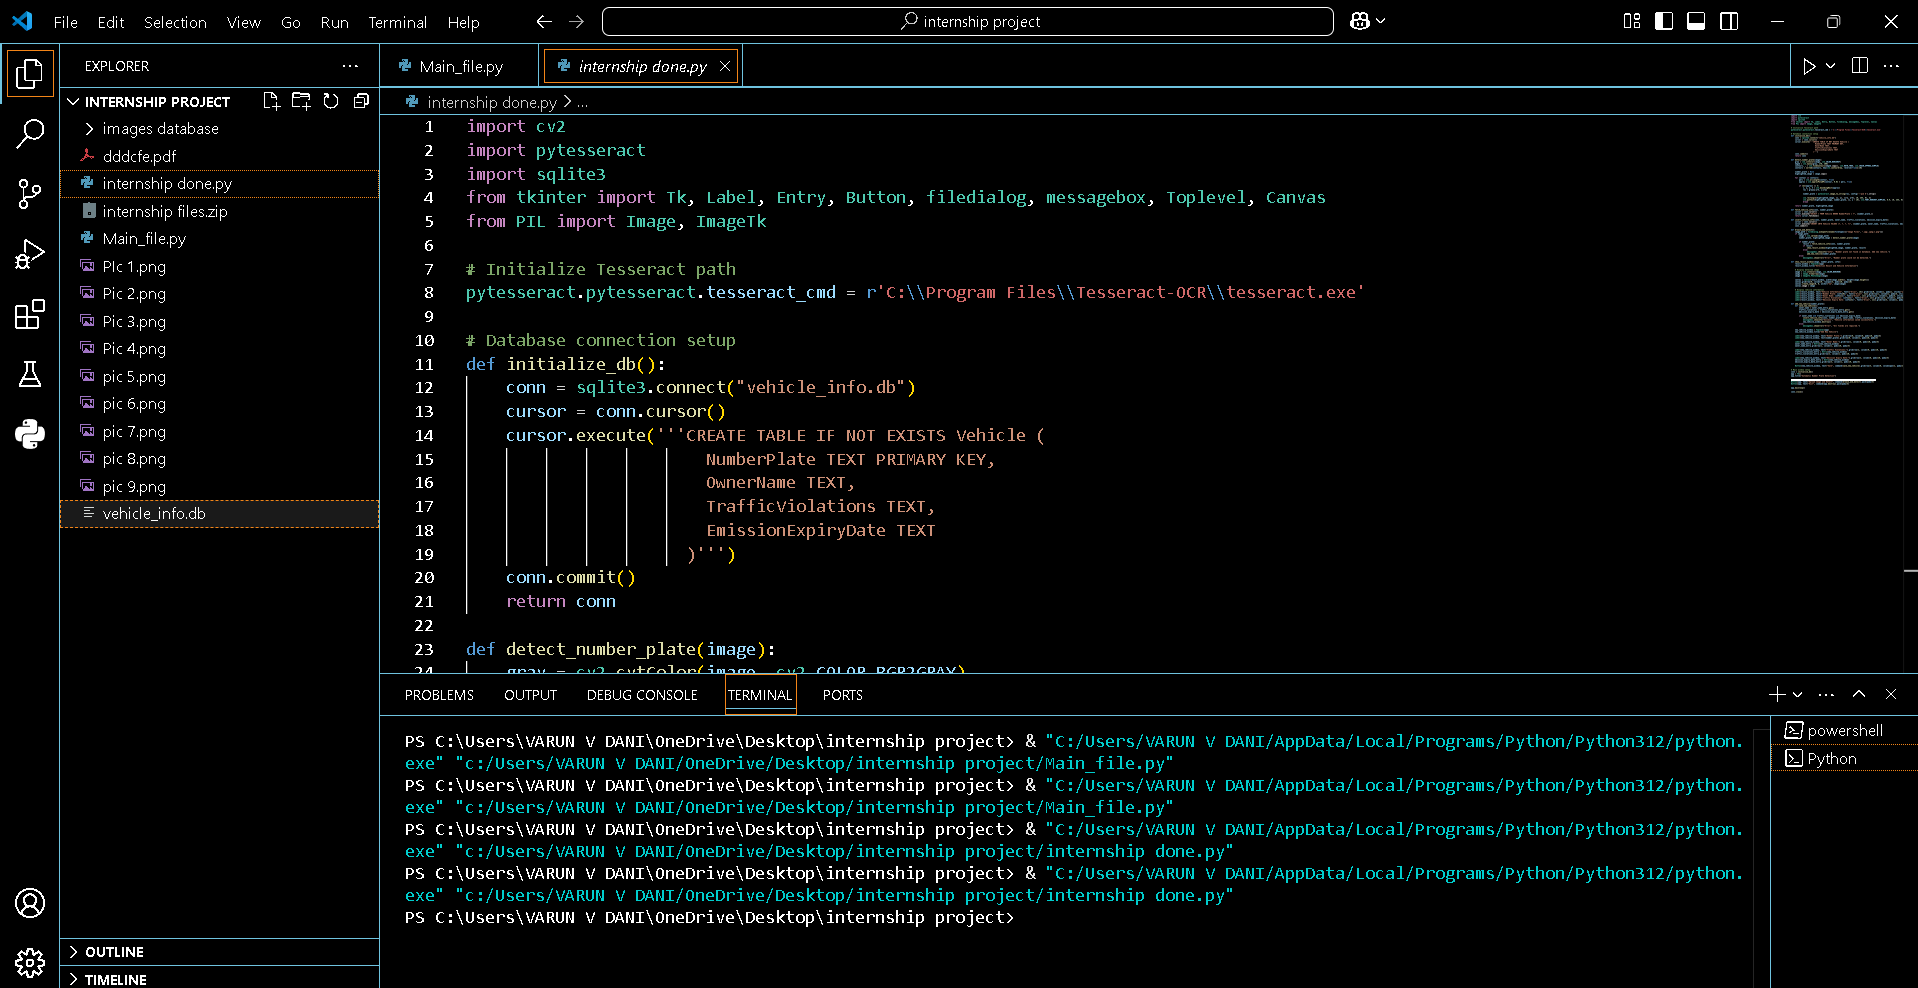 File Edit Selection View Go Run Terminal Help
internship project
EXPLORER
INTERNSHIP PROJECT
images database
dddcfe.pdf
internship done.py
internship files.zip
Main_file.py
PIc 1.png
Pic 2.png
Pic 3.png
Pic 4.png
pic 5.png
pic 6.png
pic 7.png
pic 8.png
pic 9.png
vehicle_info.db
OUTLINE
TIMELINE
Main_file.py
internship done.py
internship done.py > ...
1 import cv2
2 import pytesseract
3 import sqlite3
4 from tkinter import Tk, Label, Entry, Button, filedialog, messagebox, Toplevel, Canvas
5 from PIL import Image, ImageTk
6
7 # Initialize Tesseract path
8 pytesseract.pytesseract.tesseract_cmd = r'C:\\Program Files\\Tesseract-OCR\\tesseract.exe'
9
10 # Database connection setup
11 def initialize_db():
12 conn = sqlite3.connect("vehicle_info.db")
13 cursor = conn.cursor()
14 cursor.execute('''CREATE TABLE IF NOT EXISTS Vehicle (
15 NumberPlate TEXT PRIMARY KEY,
16 OwnerName TEXT,
17 TrafficViolations TEXT,
18 EmissionExpiryDate TEXT
19 )''')
20 conn.commit()
21 return conn
22
23 def detect_number_plate(image):
24 gray = cv2.cvtColor(image, cv2.COLOR_BGR2GRAY)
PROBLEMS OUTPUT DEBUG CONSOLE TERMINAL PORTS
PS C:\Users\VARUN V DANI\OneDrive\Desktop\internship project> & "C:/Users/VARUN V DANI/AppData/Local/Programs/Python/Python312/python.
exe" "c:/Users/VARUN V DANI/OneDrive/Desktop/internship project/Main_file.py"
PS C:\Users\VARUN V DANI\OneDrive\Desktop\internship project> & "C:/Users/VARUN V DANI/AppData/Local/Programs/Python/Python312/python.
exe" "c:/Users/VARUN V DANI/OneDrive/Desktop/internship project/Main_file.py"
PS C:\Users\VARUN V DANI\OneDrive\Desktop\internship project> & "C:/Users/VARUN V DANI/AppData/Local/Programs/Python/Python312/python.
exe" "c:/Users/VARUN V DANI/OneDrive/Desktop/internship project/internship done.py"
PS C:\Users\VARUN V DANI\OneDrive\Desktop\internship project> & "C:/Users/VARUN V DANI/AppData/Local/Programs/Python/Python312/python.
exe" "c:/Users/VARUN V DANI/OneDrive/Desktop/internship project/internship done.py"
PS C:\Users\VARUN V DANI\OneDrive\Desktop\internship project>
powershell
Python